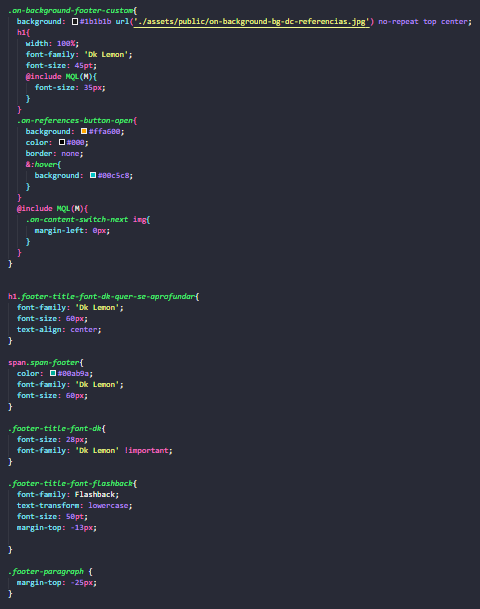 .on-background-footer-custom{
background: #1b1b1b url('./assets/public/on-background-bg-dc-referencias.jpg') no-repeat top center;
h1{
width: 100%;
font-family: 'Dk Lemon';
font-size: 45pt;
@include MQL(M){
font-size: 35px;
}
}
.on-references-button-open{
background: #ffa600;
color: #000;
border: none;
&:hover{
background: #00c5c8;
}
}
@include MQL(M){
.on-content-switch-next img{
margin-left: 0px;
}
}
}
h1.footer-title-font-dk-quer-se-aprofundar{
font-family: 'Dk Lemon';
font-size: 60px;
text-align: center;
}
span.span-footer{
color: #00ab9a;
font-family: 'Dk Lemon';
font-size: 60px;
}
.footer-title-font-dk{
font-size: 28px;
font-family: 'Dk Lemon' !important;
}
.footer-title-font-flashback{
font-family: Flashback;
text-transform: lowercase;
font-size: 50pt;
margin-top: -13px;
}
.footer-paragraph {
margin-top: -25px;
}